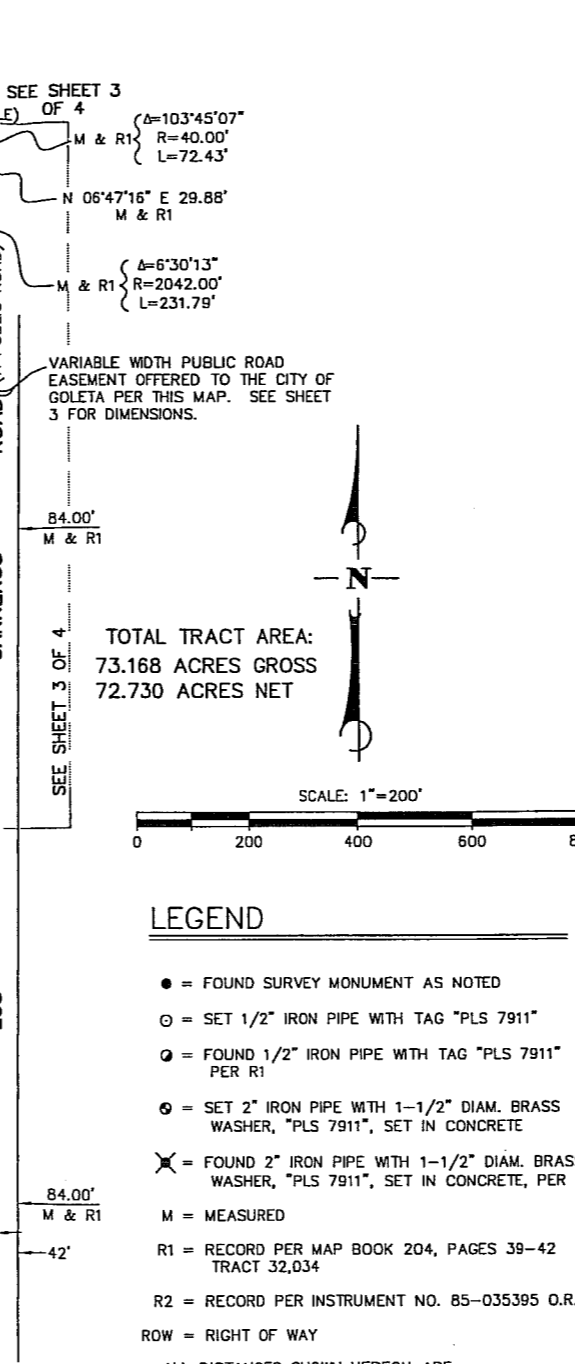 SEE SHEET 3
OF 4
M & R1 Δ=103°45'07"
R=40.00'
L=72.43'
N 06°47'16" E 29.88'
M & R1
M & R1 Δ=6°30'13"
R=2042.00'
L=231.79'
VARIABLE WIDTH PUBLIC ROAD
EASEMENT OFFERED TO THE CITY OF
GOLETA PER THIS MAP. SEE SHEET
3 FOR DIMENSIONS.
84.00'
M & R1
N
TOTAL TRACT AREA:
73.168 ACRES GROSS
72.730 ACRES NET
SEE SHEET 3 OF 4
SCALE: 1"=200'
0 200 400 600
LEGEND
= FOUND SURVEY MONUMENT AS NOTED
= SET 1/2" IRON PIPE WITH TAG "PLS 7911"
= FOUND 1/2" IRON PIPE WITH TAG "PLS 7911"
PER R1
= SET 2" IRON PIPE WITH 1-1/2" DIAM. BRASS
WASHER, "PLS 7911", SET IN CONCRETE
= FOUND 2" IRON PIPE WITH 1-1/2" DIAM. BRAS
WASHER, "PLS 7911", SET IN CONCRETE, PER
84.00'
M & R1
42'
M = MEASURED
R1 = RECORD PER MAP BOOK 204, PAGES 39-42
TRACT 32,034
R2 = RECORD PER INSTRUMENT NO. 85-035395 O.R.
ROW = RIGHT OF WAY